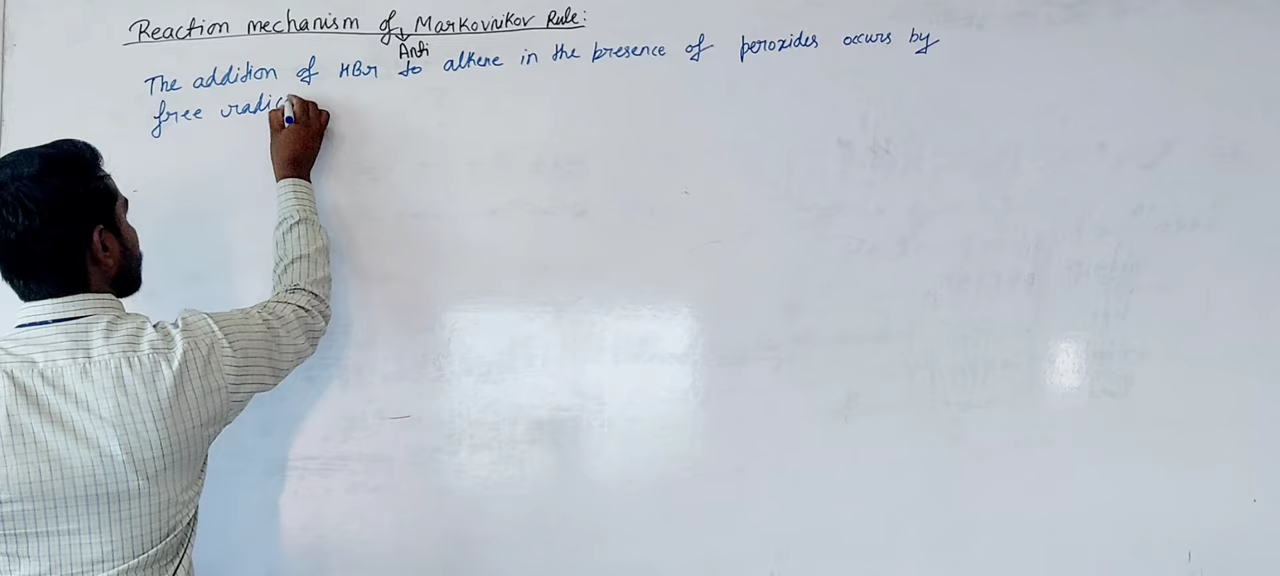 Reaction mechanism of Anti Markovnikov Rule:
The addition of HBr to alkene in the presence of peroxides occurs by
free radic